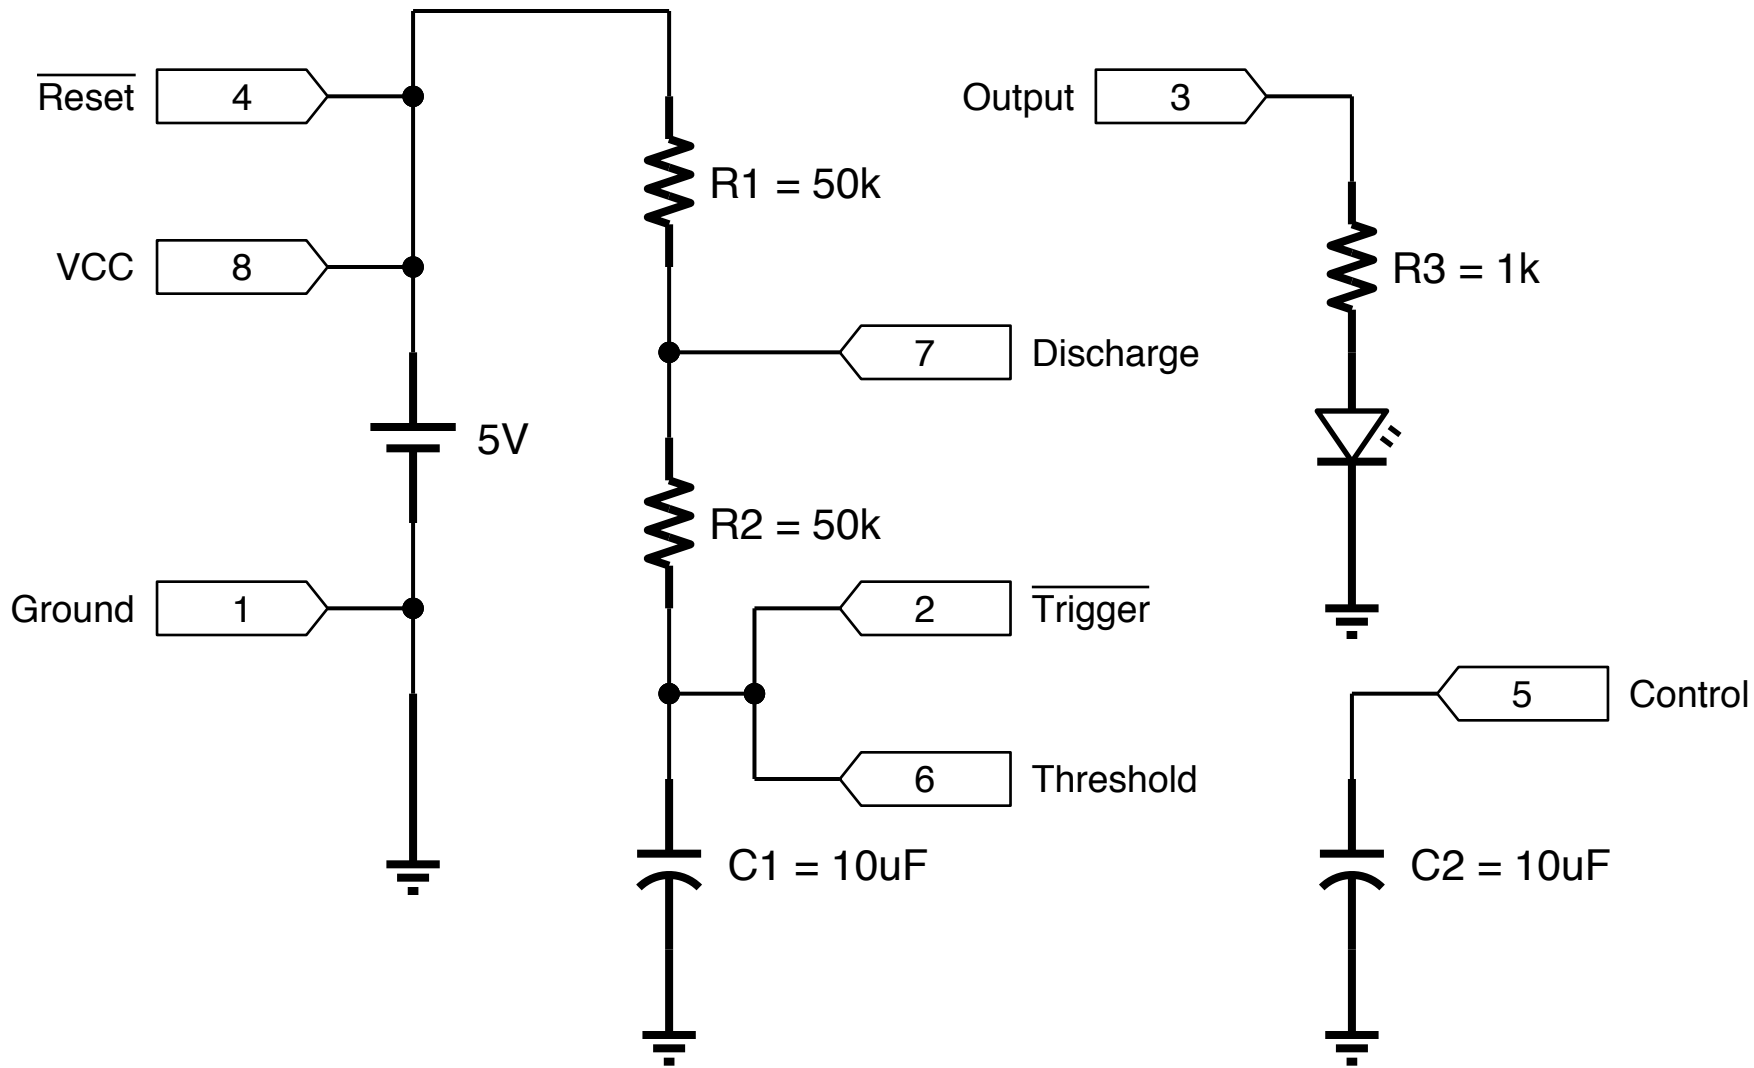 Reset 4
Output 3
R1 = 50k
VCC 8
R3 = 1k
7 Discharge
5V
R2 = 50k
Ground 1
2 Trigger
5 Control
6 Threshold
C1 = 10uF
C2 = 10uF